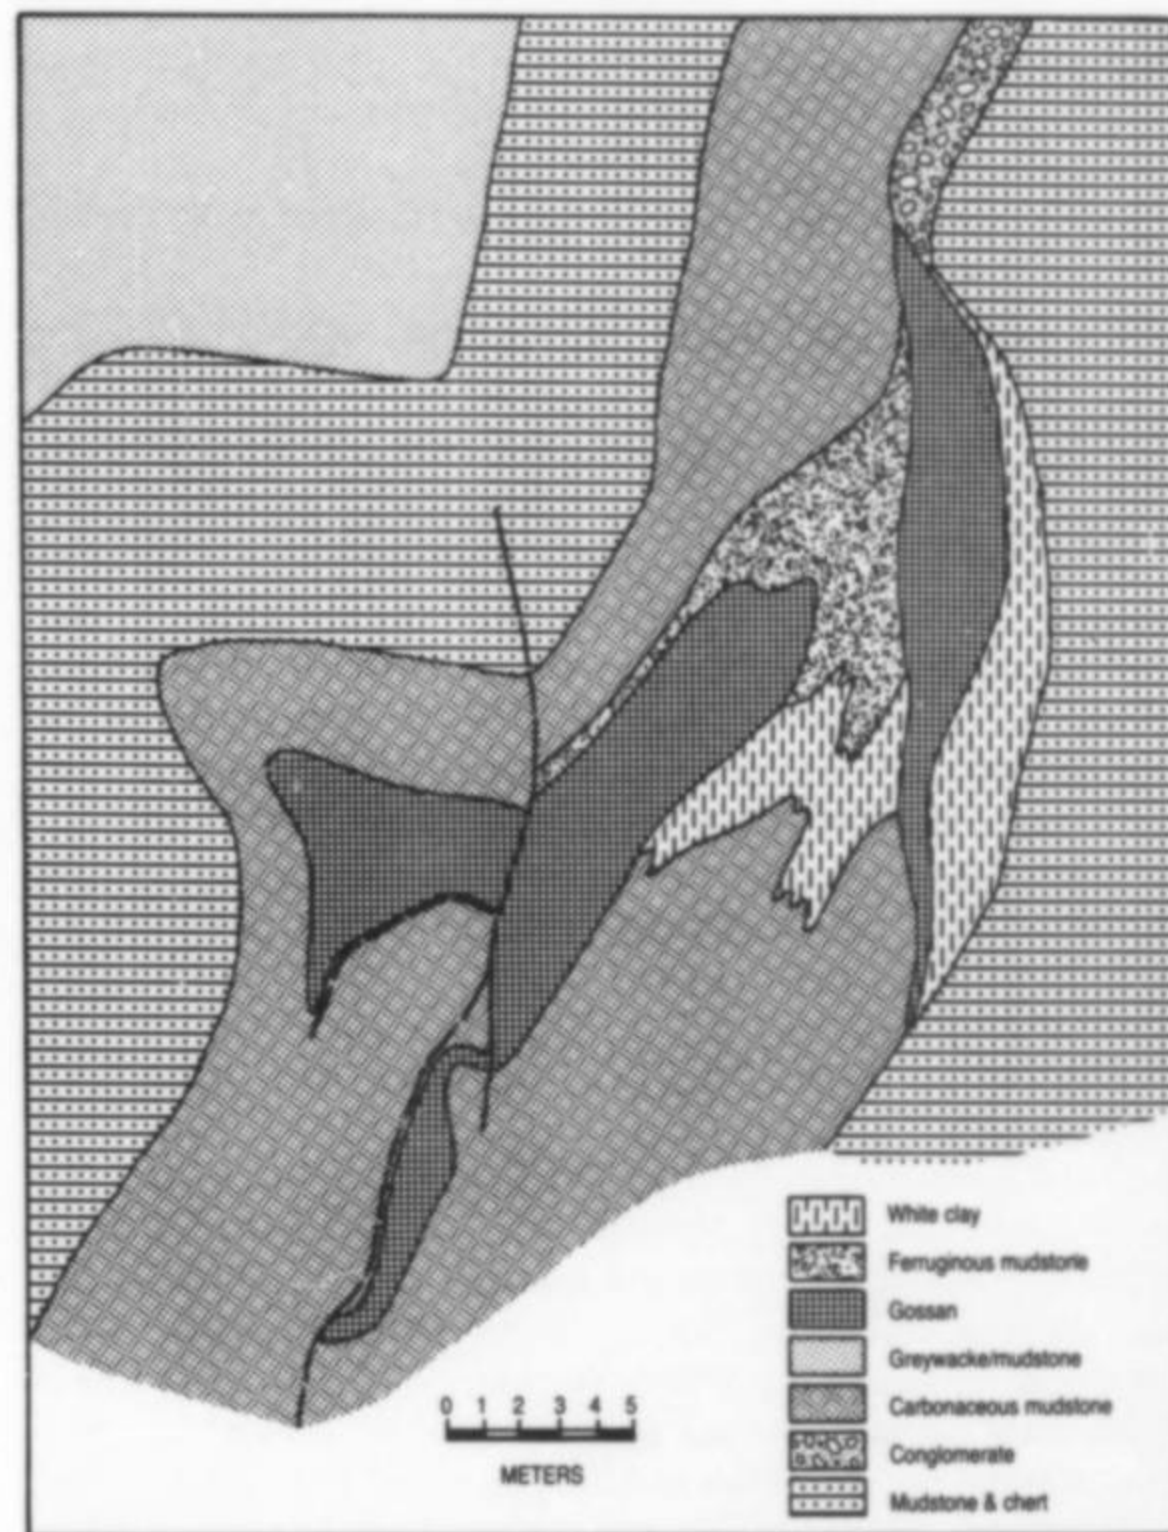 White clay
Ferruginous mudstone
Gossan
Greywacke/mudstone
Carbonaceous mudstone
0 1 2 3 4 5
Conglomerate
METERS
Mudstone & chert